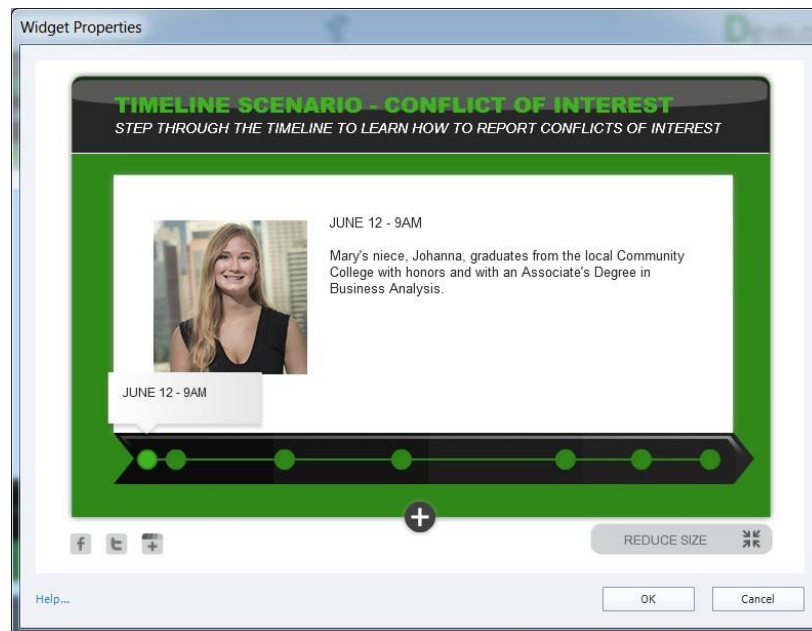 Widget Properties
TIMELINE SCENARIO - CONFLICT OF INTEREST
STEP THROUGH THE TIMELINE TO LEARN HOW TO REPORT CONFLICTS OF INTEREST
JUNE 12 - 9AM
Mary's niece, Johanna, graduates from the local Community
College with honors and with an Associate's Degree in
Business Analysis.
JUNE 12 - 9AM
REDUCE SIZE
Help...
OK
Cancel